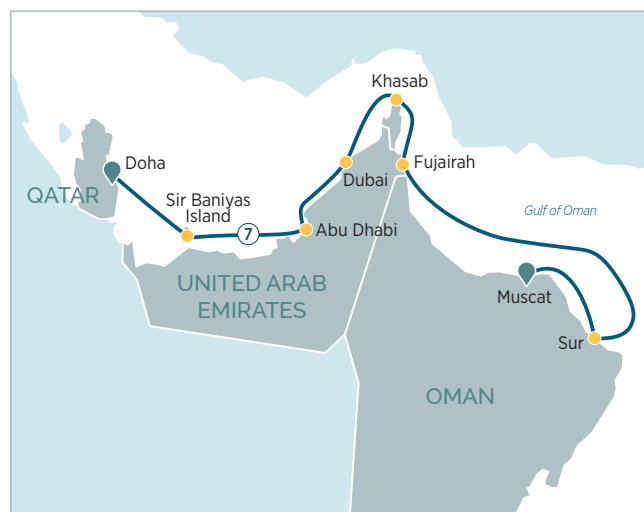 Khasab
Doha
Fujairah
Dubai
QATAR
Sir Baniyas
Island
Gulf of Oman
7
Abu Dhabi
UNITED ARAB
EMIRATES
Muscat
Sur
OMAN